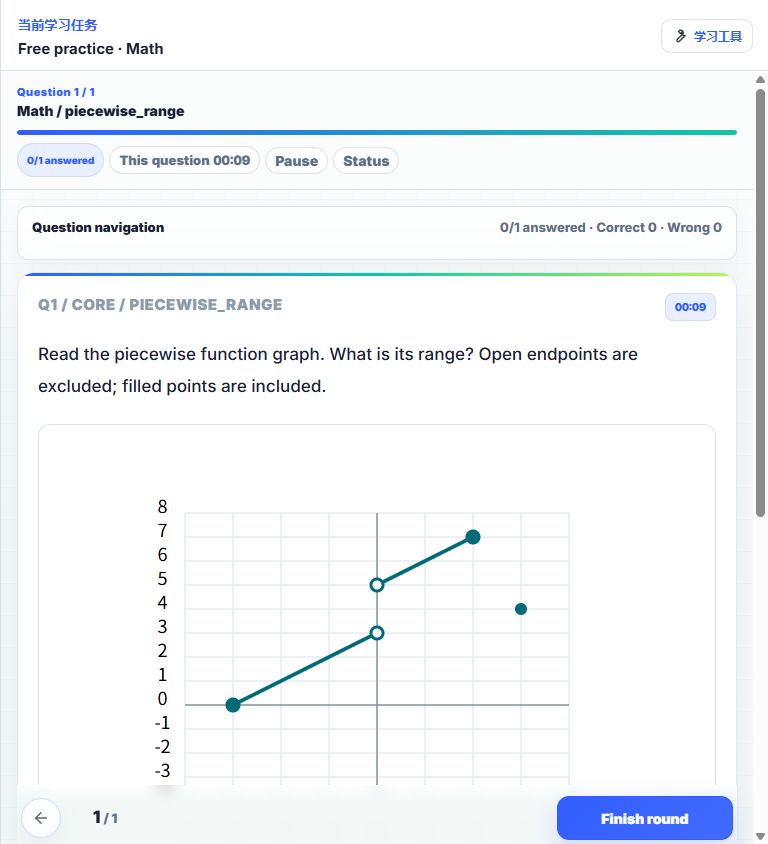 当前学习任务
Free practice · Math
学习工具
Question 1 / 1
Math / piecewise_range
0/1 answered
This question 00:09
Pause
Status
Question navigation
0/1 answered · Correct 0 · Wrong 0
Q1 / CORE / PIECEWISE_RANGE
00:09
Read the piecewise function graph. What is its range? Open endpoints are
excluded; filled points are included.
8
7
6
5
4
3
2
1
0
-1
-2
-3
1 / 1
Finish round